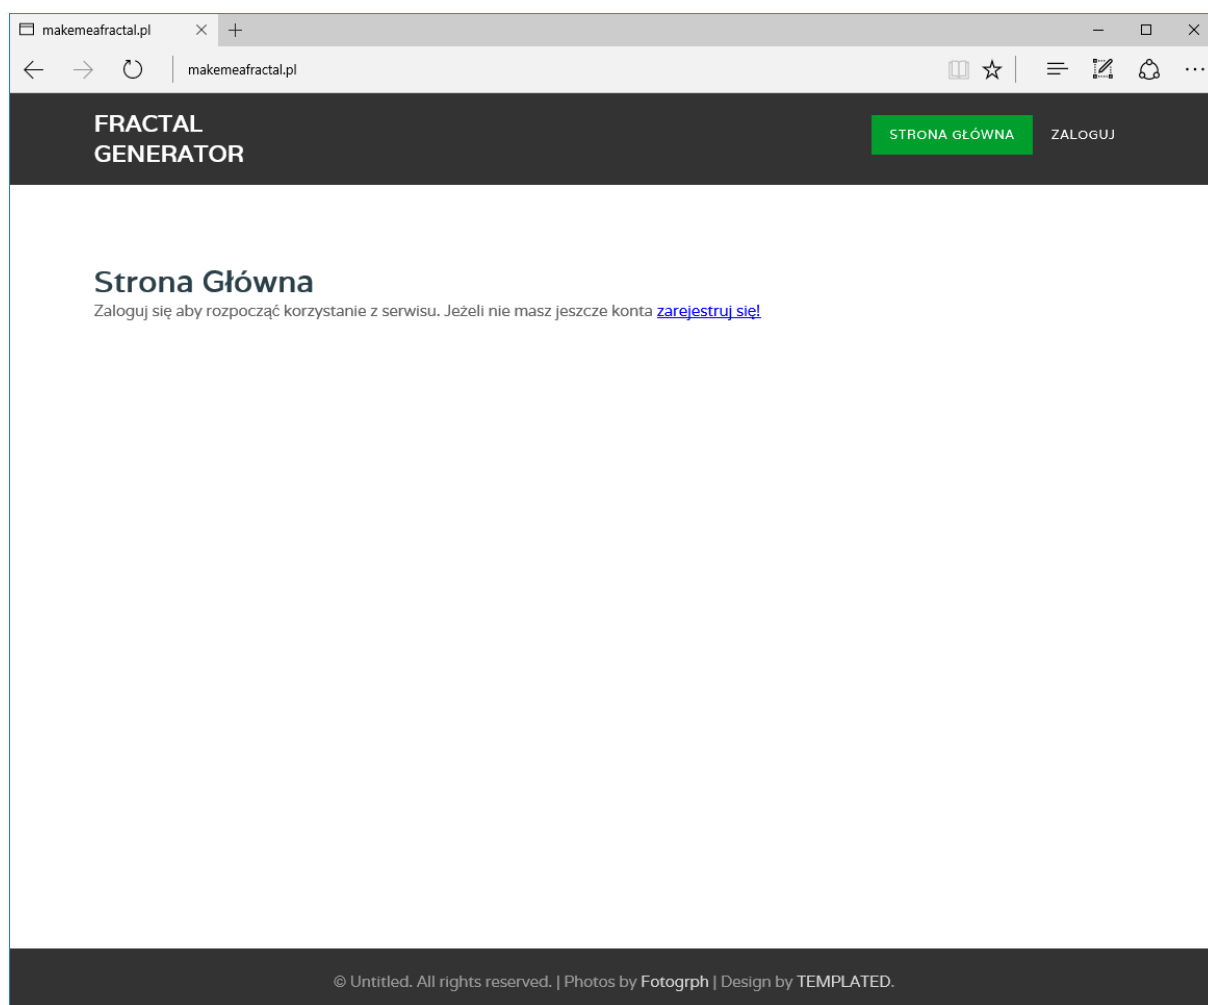 makemeafractal.pl
makemeafractal.pl
FRACTAL
GENERATOR
STRONA GŁÓWNA ZALOGUJ
Strona Główna
Zaloguj się aby rozpocząć korzystanie z serwisu. Jeżeli nie masz jeszcze konta zarejestruj się!
© Untitled. All rights reserved. | Photos by Fotogrph | Design by TEMPLATED.